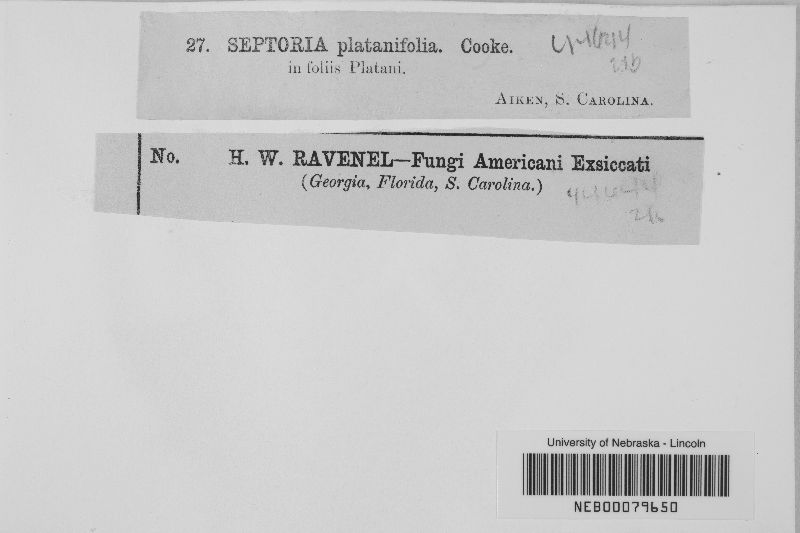 27. SEPTORIA platanifolia. Cooke.
in foliis Platani.
AIKEN, S. CAROLINA.
No. H. W. RAVENEL—Fungi Americani Exsiccati
(Georgia, Florida, S. Carolina.)
University of Nebraska - Lincoln
NEB00079650